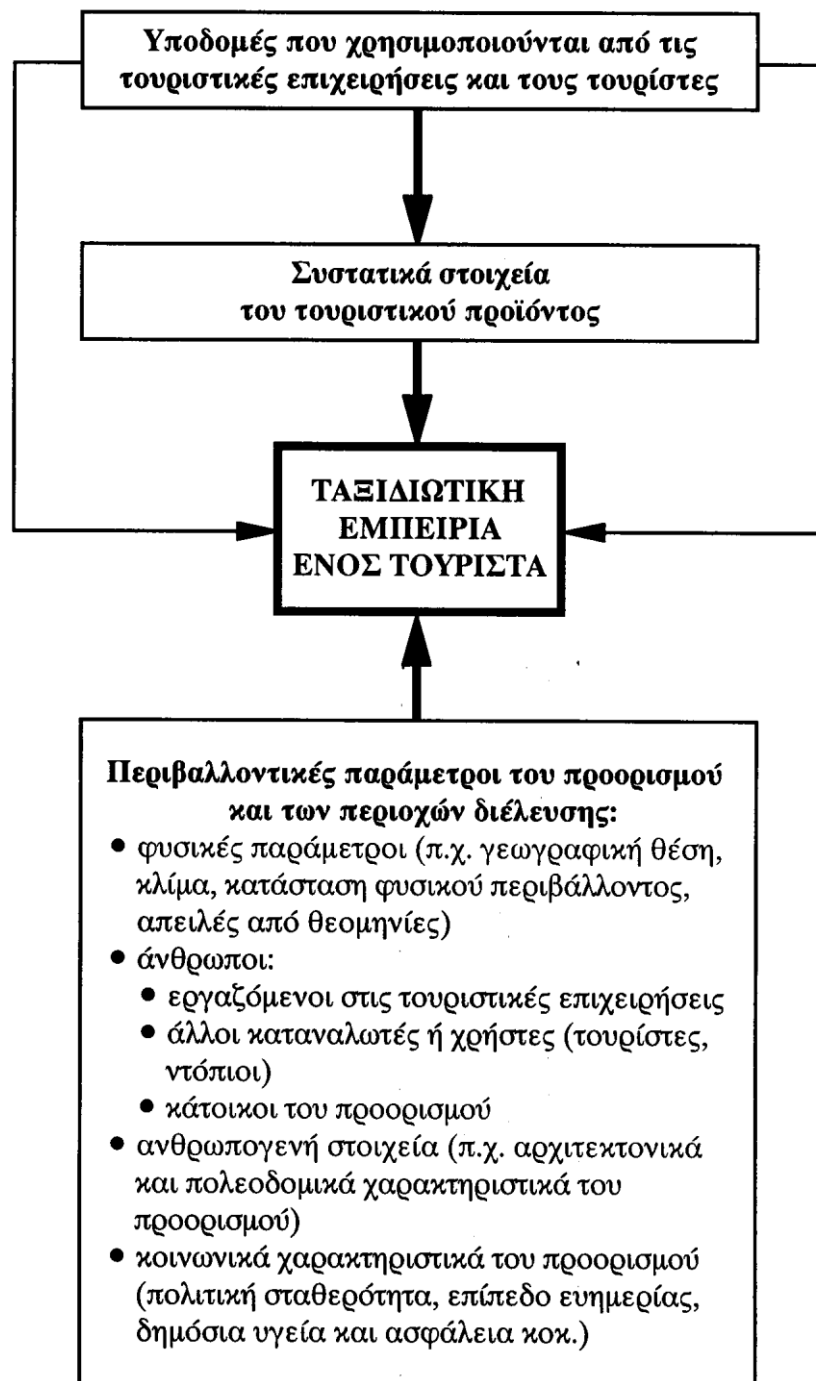 Υποδομές που χρησιμοποιούνται από τις
τουριστικές επιχειρήσεις και τους τουρίστες
Συστατικά στοιχεία
του τουριστικού προϊόντος
ΤΑΞΙΔΙΩΤΙΚΗ
ΕΜΠΕΙΡΙΑ
ΕΝΟΣ ΤΟΥΡΙΣΤΑ
Περιβαλλοντικές παράμετροι του προορισμού
και των περιοχών διέλευσης:
• φυσικές παράμετροι (π.χ. γεωγραφική θέση,
κλίμα, κατάσταση φυσικού περιβάλλοντος,
απειλές από θεομηνίες)
• άνθρωποι:
• εργαζόμενοι στις τουριστικές επιχειρήσεις
• άλλοι καταναλωτές ή χρήστες (τουρίστες,
ντόπιοι)
• κάτοικοι του προορισμού
• ανθρωπογενή στοιχεία (π.χ. αρχιτεκτονικά
και πολεοδομικά χαρακτηριστικά του
προορισμού)
• κοινωνικά χαρακτηριστικά του προορισμού
(πολιτική σταθερότητα, επίπεδο ευημερίας,
δημόσια υγεία και ασφάλεια κοκ.)